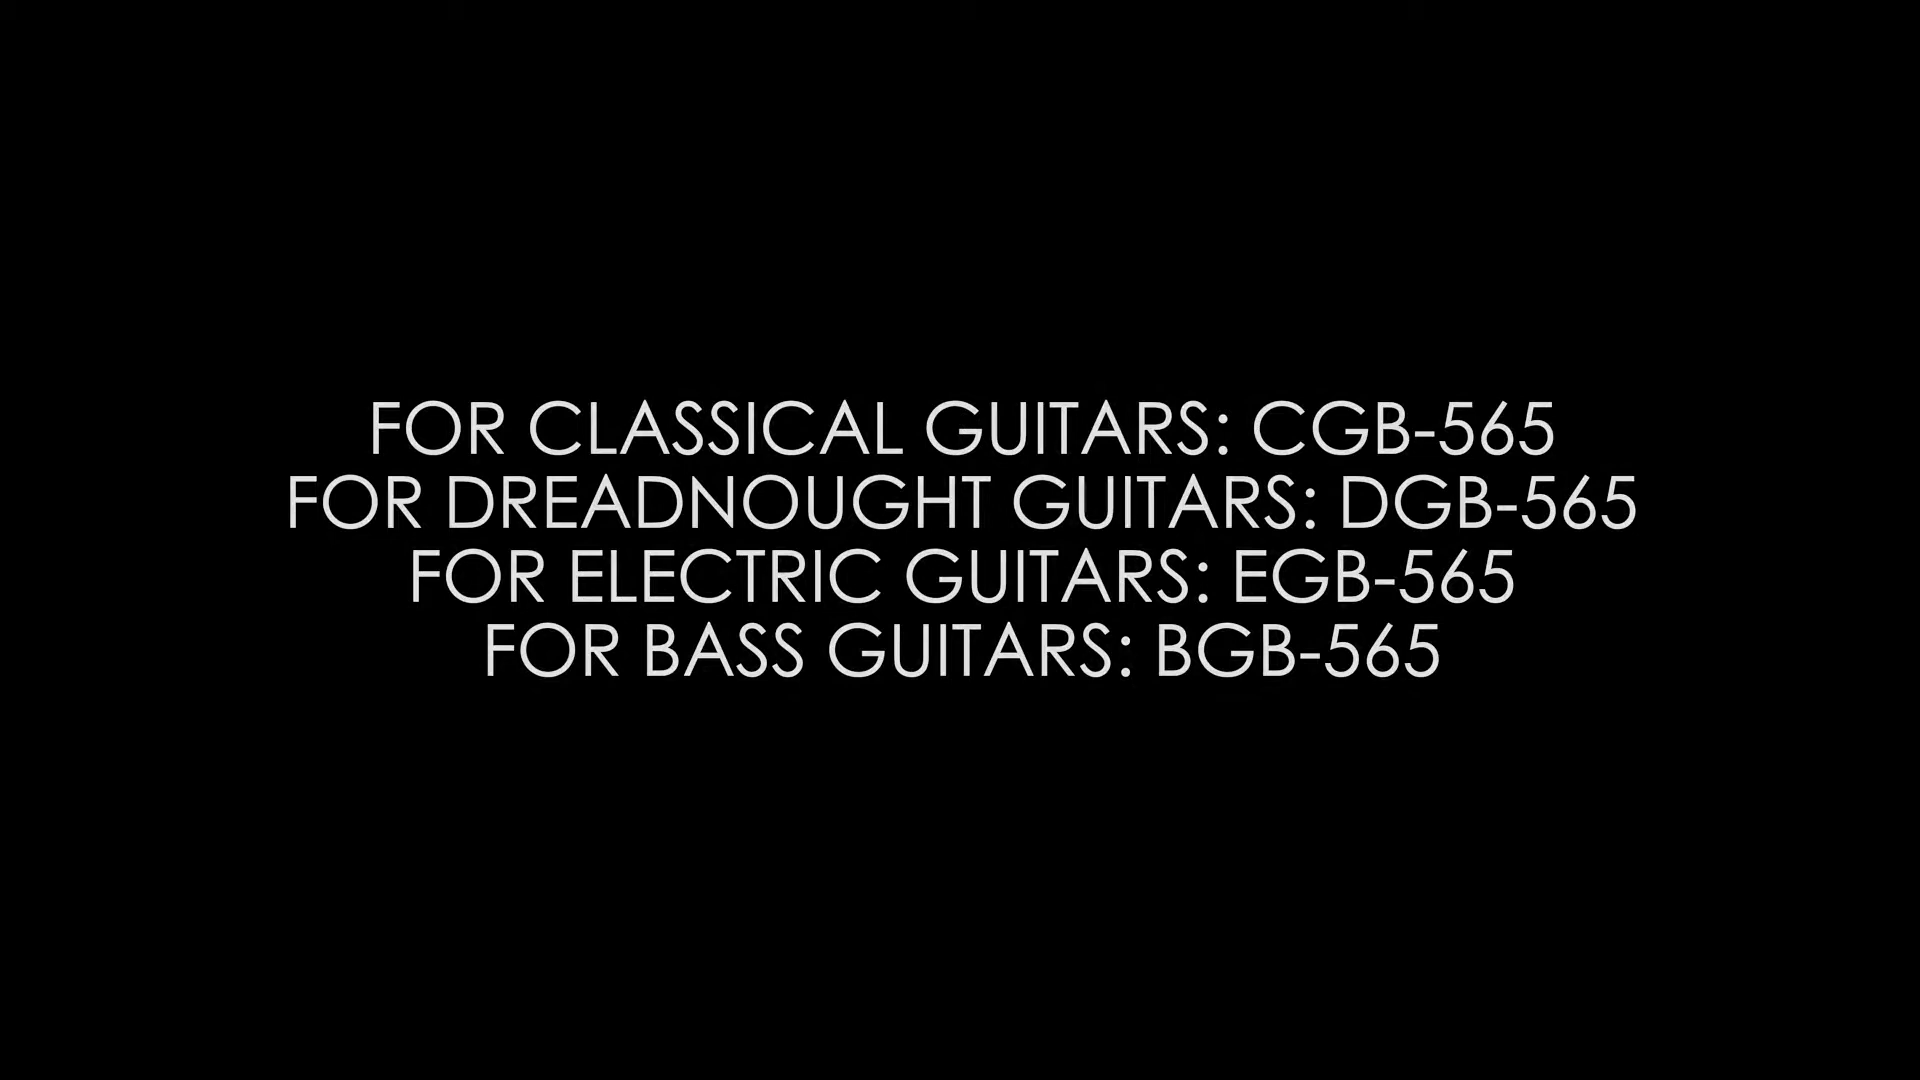 FOR CLASSICAL GUITARS: CGB-565
FOR DREADNOUGHT GUITARS: DGB-565
FOR ELECTRIC GUITARS: EGB-565
FOR BASS GUITARS: BGB-565